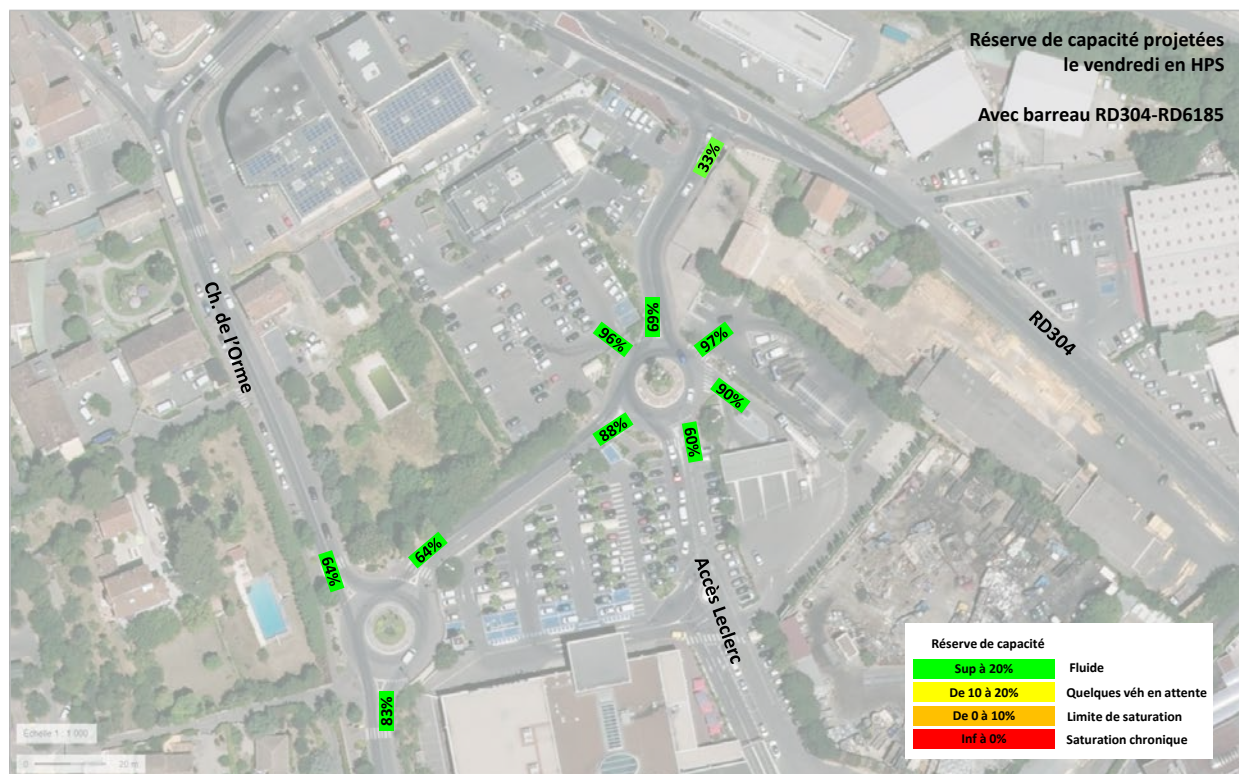 Réserve de capacité projetées
le vendredi en HPS
Avec barreau RD304-RD6185
33%
69%
96%
97%
90%
88%
60%
Ch. de l'Orme
RD304
64%
64%
83%
Accès Leclerc
Réserve de capacité
Sup à 20% Fluide
De 10 à 20% Quelques véh en attente
De 0 à 10% Limite de saturation
Inf à 0% Saturation chronique
Echelle 1 : 1 000
0 20 m